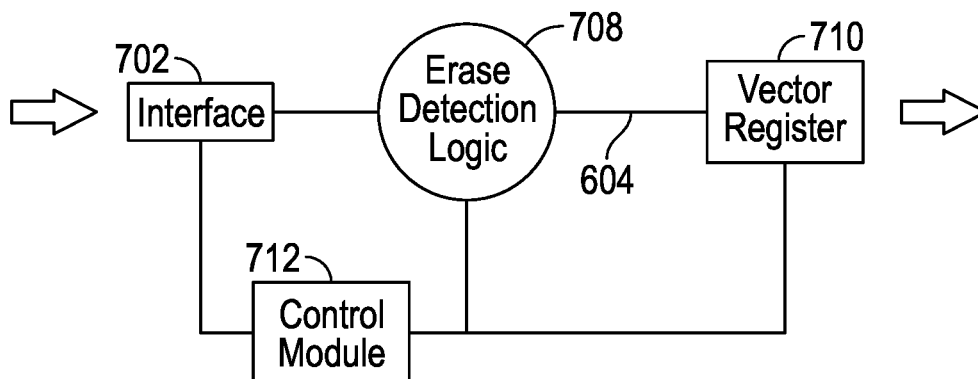 702
Interface
708
Erase
Detection
Logic
604
710
Vector
Register
712
Control
Module